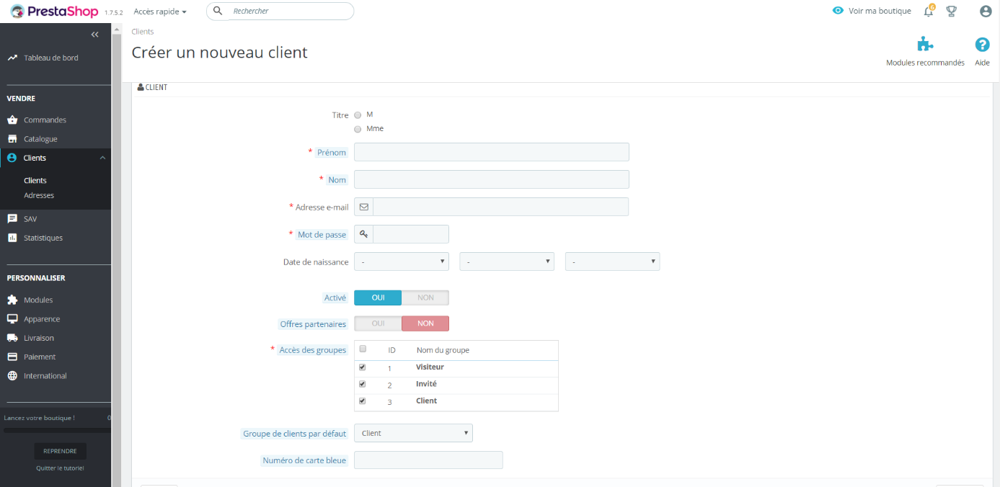 PrestaShop 1.7.5.2 Accès rapide Rechercher Voir ma boutique 6
Clients
Créer un nouveau client
Modules recommandés Aide
Tableau de bord
VENDRE
Commandes
Catalogue
Clients
Clients
Adresses
SAV
Statistiques
PERSONNALISER
Modules
Apparence
Livraison
Paiement
International
Lancez votre boutique ! 0
REPRENDRE
Quitter le tutoriel
CLIENT
Titre M
Mme
* Prénom
* Nom
* Adresse e-mail
* Mot de passe
Date de naissance - - -
Activé OUI NON
Offres partenaires OUI NON
* Accès des groupes ID Nom du groupe
1 Visiteur
2 Invité
3 Client
Groupe de clients par défaut Client
Numéro de carte bleue